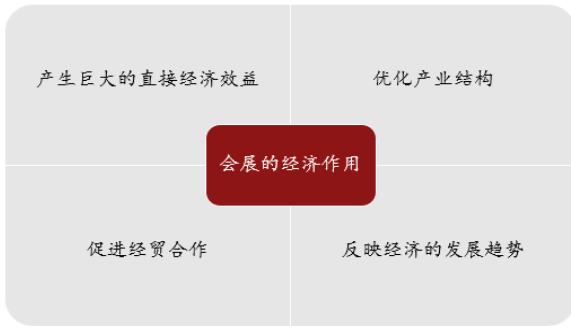 产生巨大的直接经济效益
优化产业结构
会展的经济作用
促进经贸合作
反映经济的发展趋势